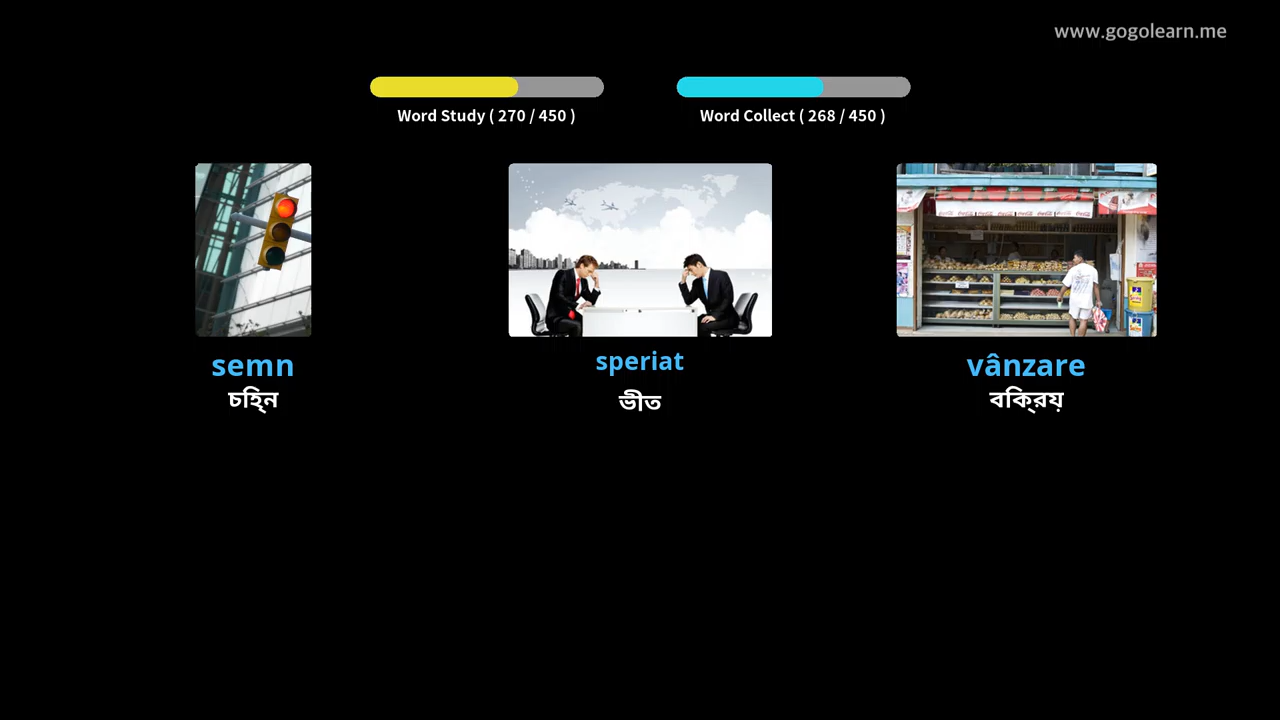 www.gogolearn.me
Word Study ( 270 / 450 )
Word Collect ( 268 / 450 )
semn
speriat
vânzare
চিহ্ন
ভীত
বিক্রয়